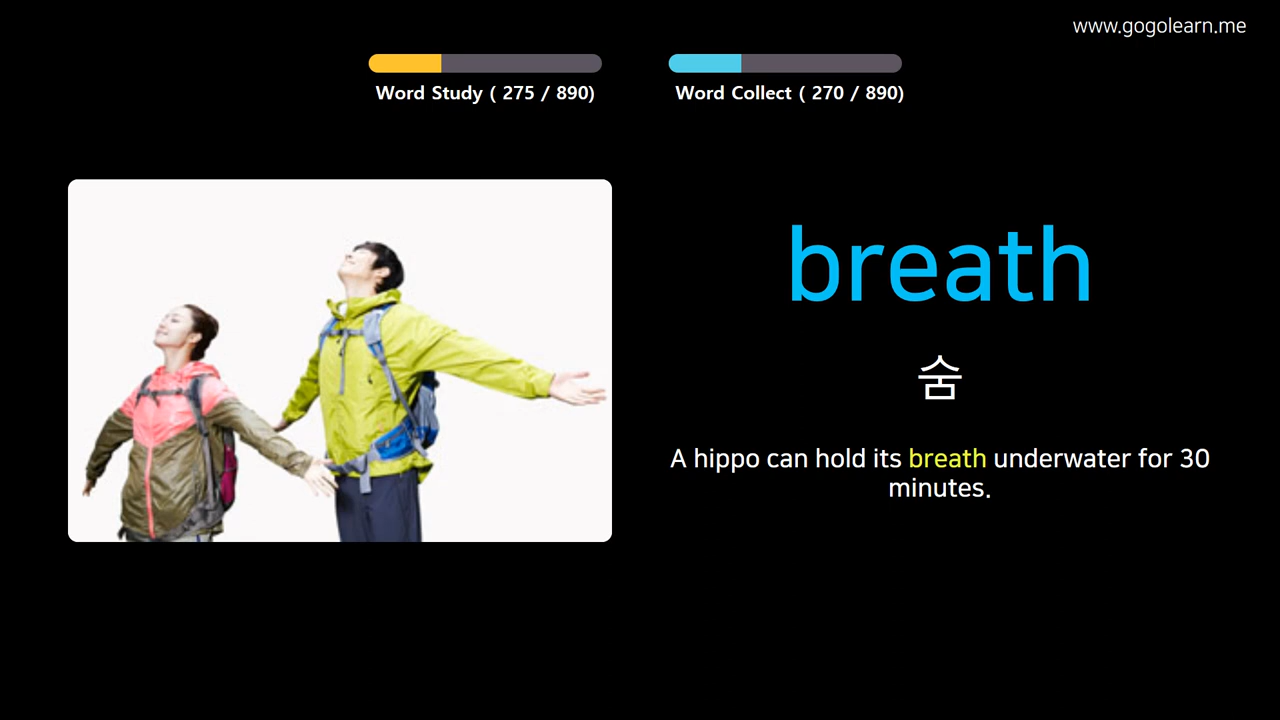 www.gogolearn.me
Word Study ( 275 / 890)
Word Collect ( 270 / 890)
breath
숨
A hippo can hold its breath underwater for 30
minutes.